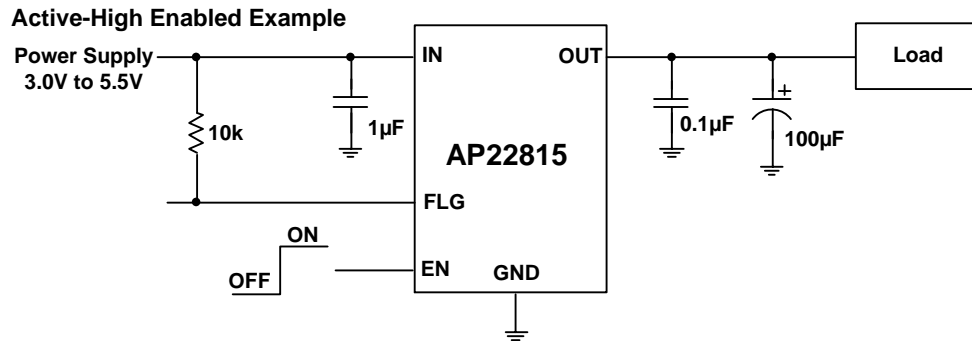 Active-High Enabled Example
Power Supply
3.0V to 5.5V
IN
OUT
Load
10k
1µF
0.1µF
100µF
+
AP22815
FLG
ON
OFF
EN
GND